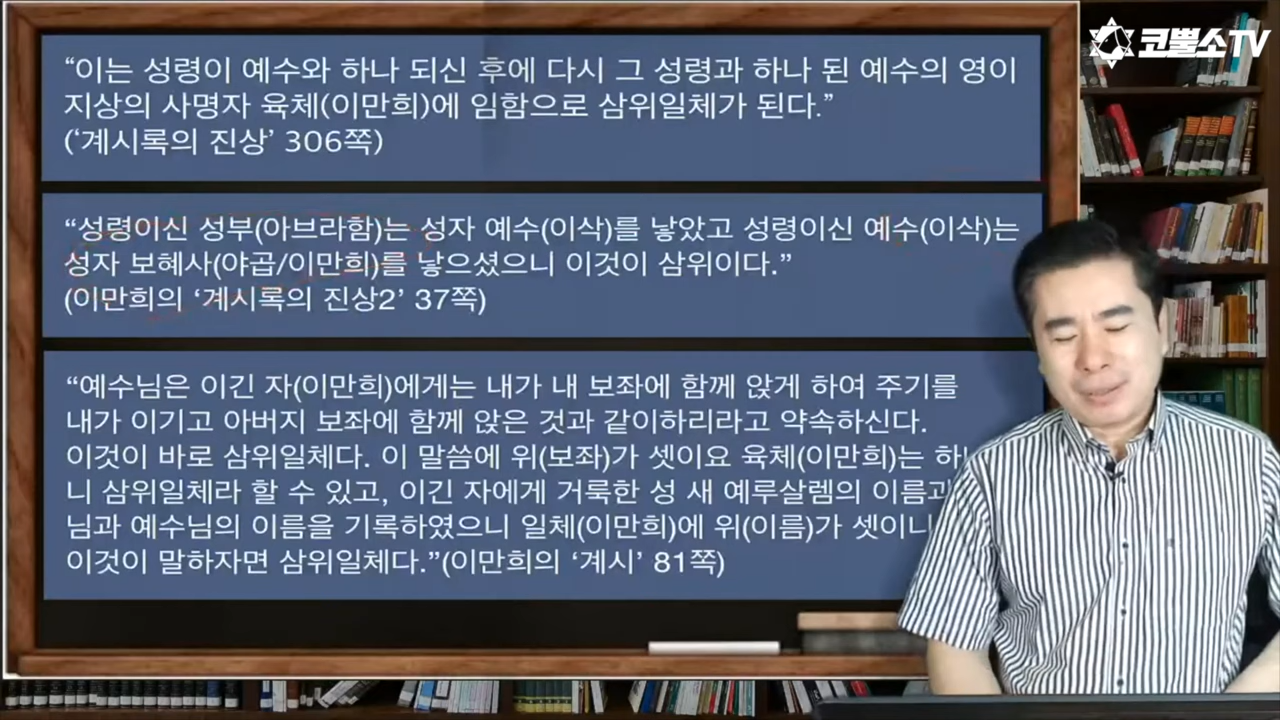 코뿔소TV
“이는 성령이 예수와 하나 되신 후에 다시 그 성령과 하나 된 예수의 영이
지상의 사명자 육체(이만희)에 임함으로 삼위일체가 된다.”
(‘계시록의 진상’ 306쪽)
“성령이신 성부(아브라함)는 성자 예수(이삭)를 낳았고 성령이신 예수(이삭)는
성자 보혜사(야곱/이만희)를 낳으셨으니 이것이 삼위이다.”
(이만희의 ‘계시록의 진상2’ 37쪽)
“예수님은 이긴 자(이만희)에게는 내가 내 보좌에 함께 앉게 하여 주기를
내가 이기고 아버지 보좌에 함께 앉은 것과 같이하리라고 약속하신다.
이것이 바로 삼위일체다. 이 말씀에 위(보좌)가 셋이요 육체(이만희)는
니 삼위일체라 할 수 있고, 이긴 자에게 거룩한 성 새 예루살렘의 이름과
님과 예수님의 이름을 기록하였으니 일체(이만희)에 위(이름)가 셋이니
이것이 말하자면 삼위일체다.”(이만희의 ‘계시’ 81쪽)